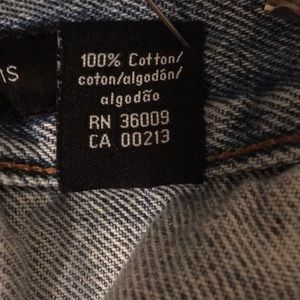 100% Cotton/
coton/algodón/
algodão
RN 36009
CA 00213